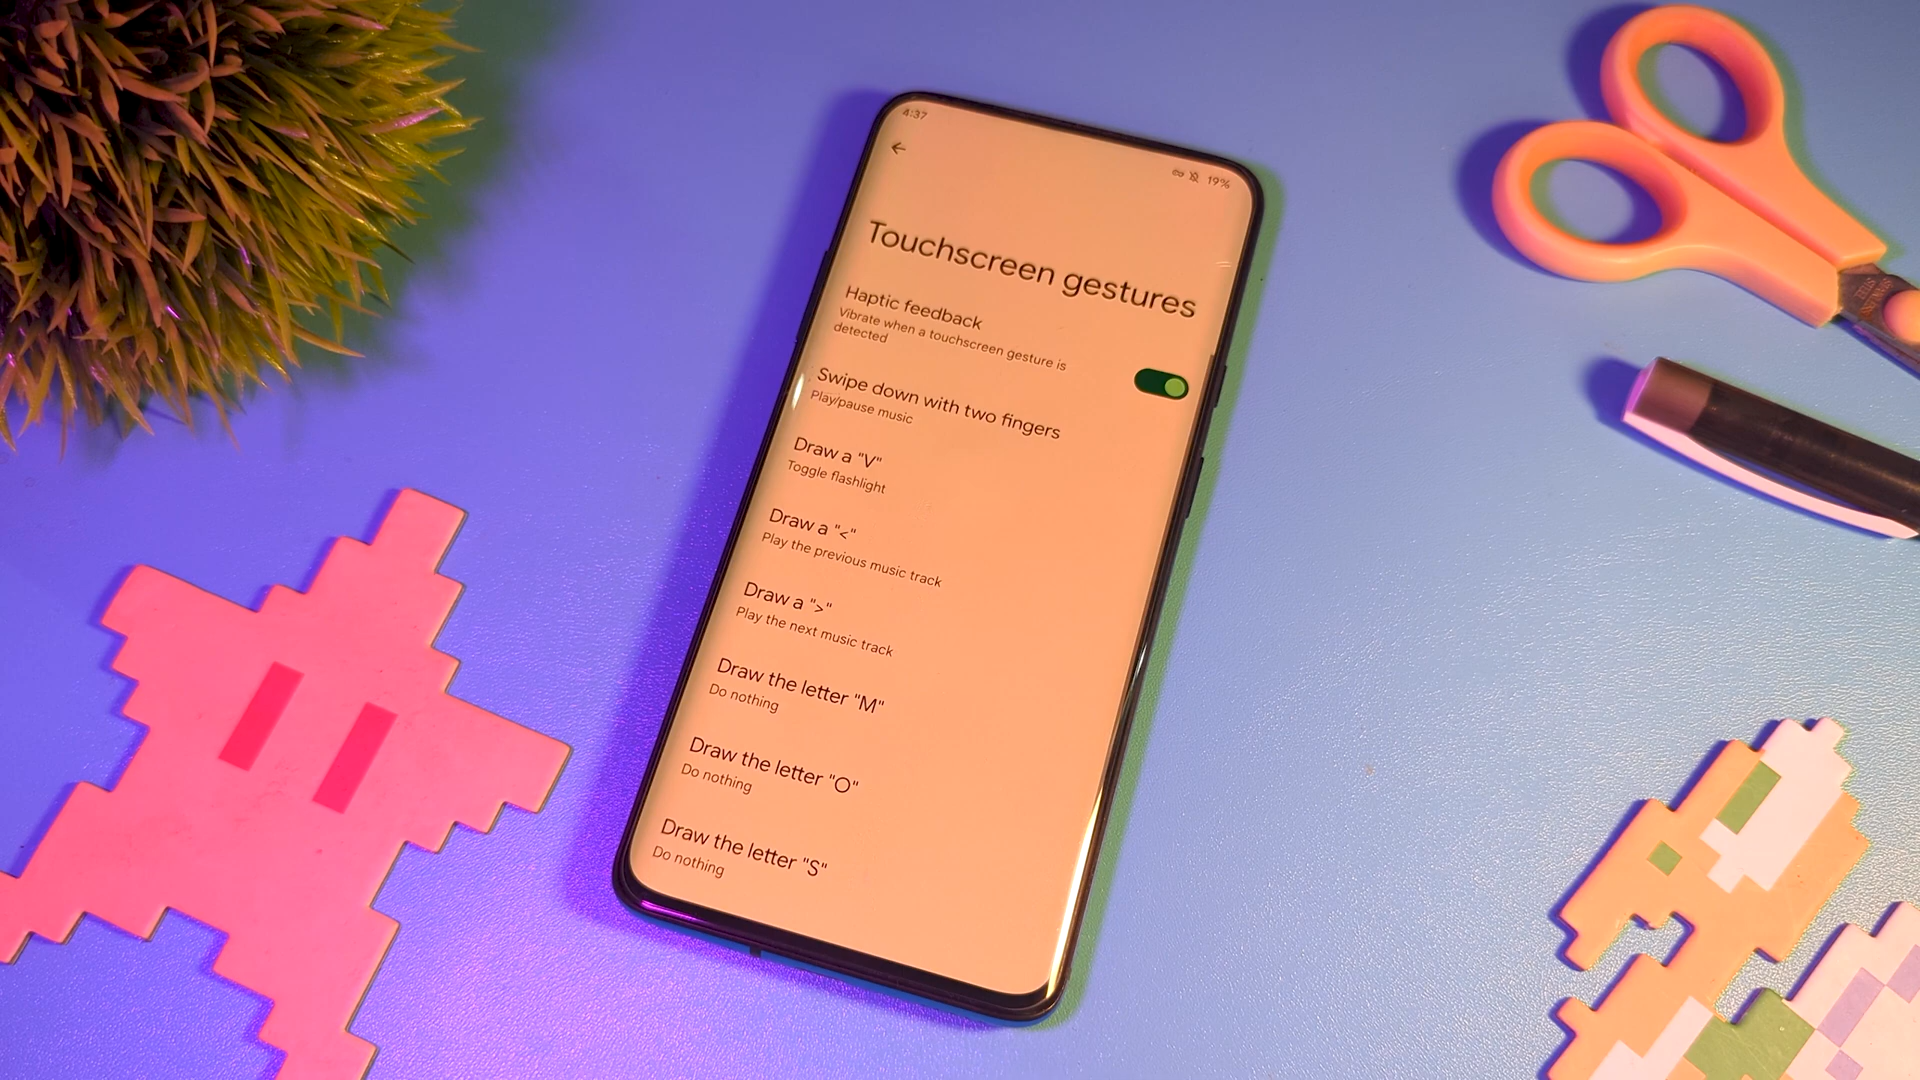 4:37
19%
Touchscreen gestures
Haptic feedback
Vibrate when a touchscreen gesture is
detected
Swipe down with two fingers
Play/pause music
Draw a "V"
Toggle flashlight
Draw a "<"
Play the previous music track
Draw a ">"
Play the next music track
Draw the letter "M"
Do nothing
Draw the letter "O"
Do nothing
Draw the letter "S"
Do nothing